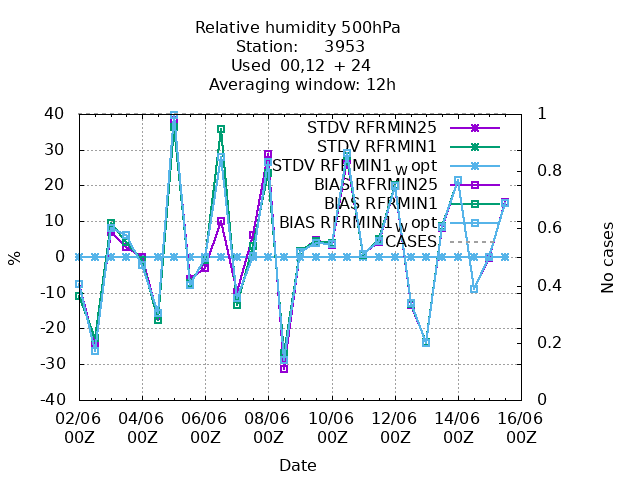 Relative humidity 500hPa
Station: 3953
Used 00,12 + 24
Averaging window: 12h
40
30
20
10
0
-10
-20
-30
-40
%
1
0.8
0.6
0.4
0.2
0
No cases
STDV RFRMIN25
STDV RFRMIN1
STDV RFRMIN1w opt
BIAS RFRMIN25
BIAS RFRMIN1
BIAS RFRMIN1w opt
CASES
02/06 04/06 06/06 08/06 10/06 12/06 14/06 16/06
00Z 00Z 00Z 00Z 00Z 00Z 00Z 00Z
Date